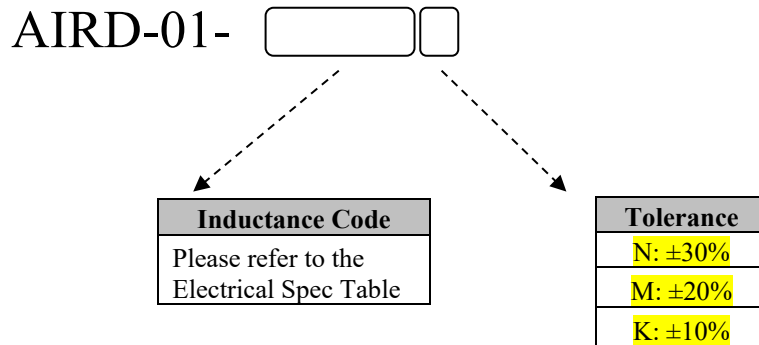 AIRD-01-
Inductance Code
Please refer to the
Electrical Spec Table
Tolerance
N: ±30%
M: ±20%
K: ±10%